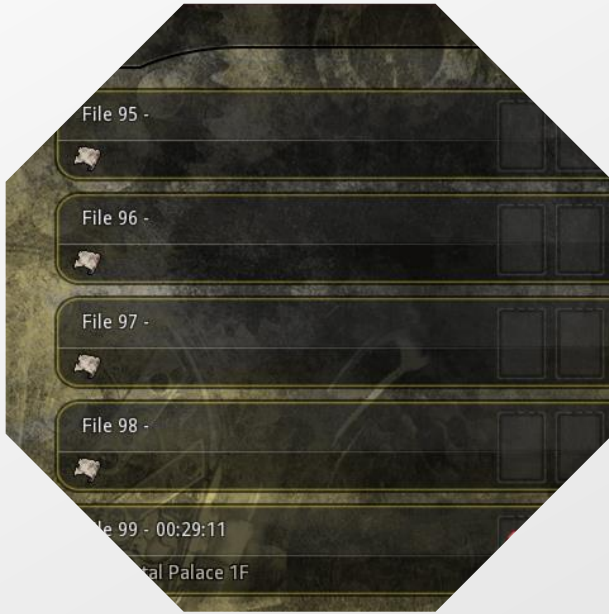 File 95 -
File 96 -
File 97 -
File 98 -
99 - 00:29:11
Palace 1F